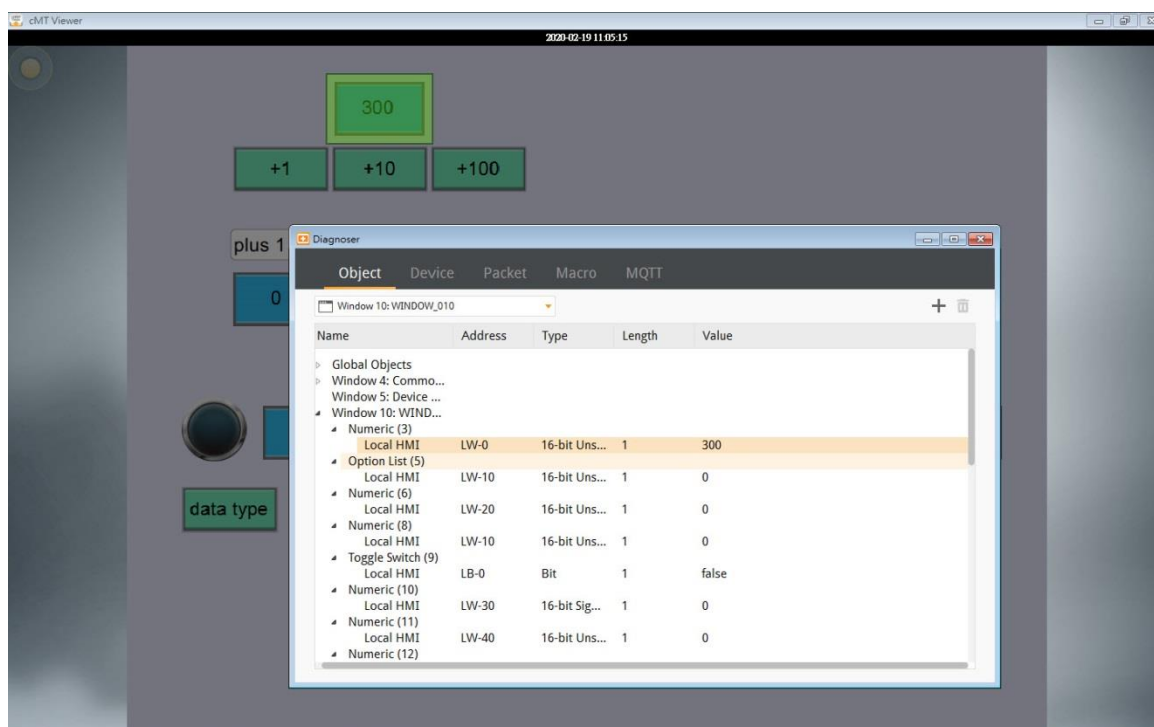 cMT Viewer
2020-02-19 11:05:15
300
+1 +10 +100
plus 1
0
Diagnoser
Object Device Packet Macro MQTT
Window 10: WINDOW_010
Name Address Type Length Value
Global Objects
Window 4: Commo...
Window 5: Device ...
Window 10: WIND...
Numeric (3)
Local HMI LW-0 16-bit Uns... 1 300
Option List (5)
Local HMI LW-10 16-bit Uns... 1 0
Numeric (6)
Local HMI LW-20 16-bit Uns... 1 0
Numeric (8)
Local HMI LW-10 16-bit Uns... 1 0
Toggle Switch (9)
Local HMI LB-0 Bit 1 false
Numeric (10)
Local HMI LW-30 16-bit Sig... 1 0
Numeric (11)
Local HMI LW-40 16-bit Uns... 1 0
Numeric (12)
data type